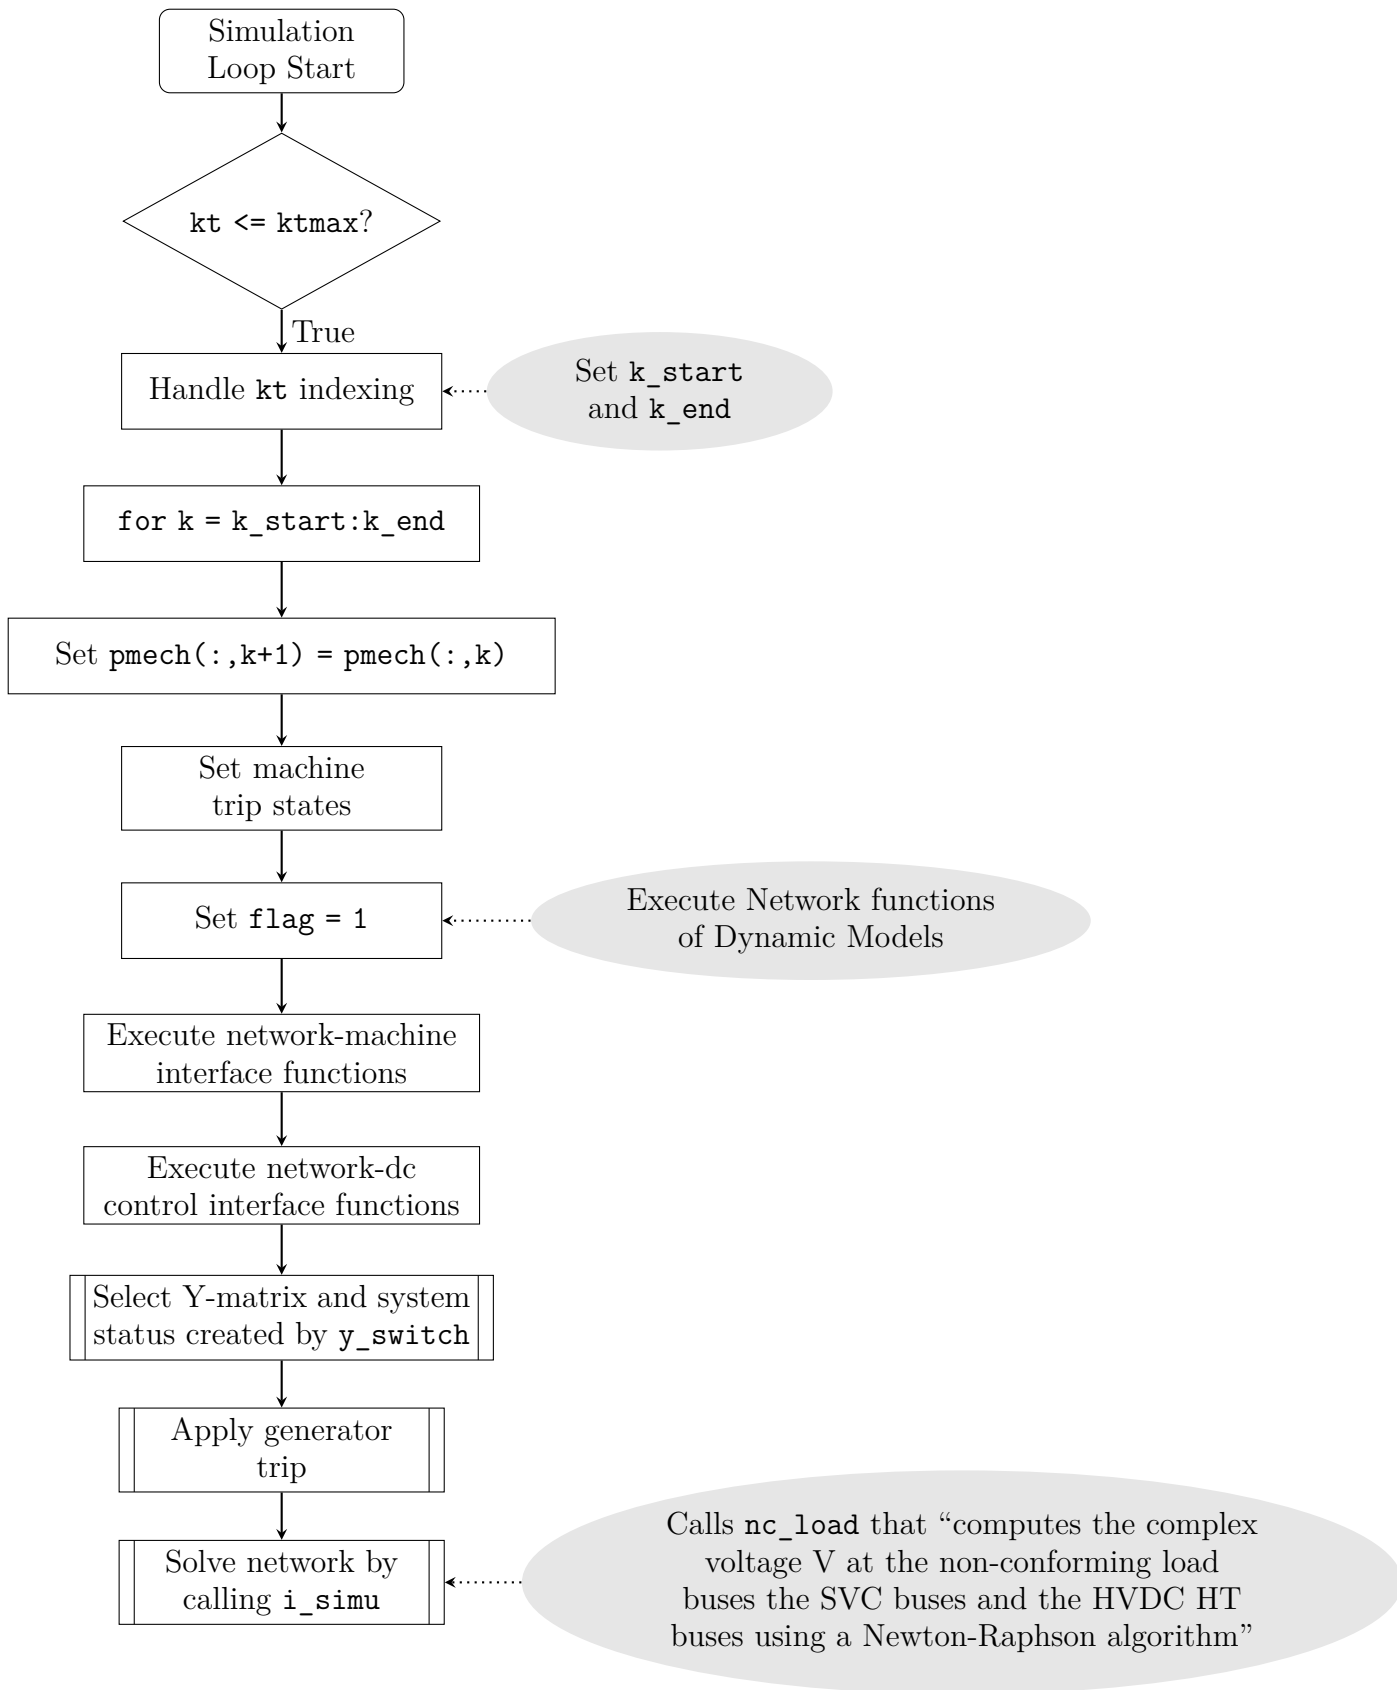 Simulation
Loop Start
kt <= ktmax?
True
Handle kt indexing
Set k_start
and k_end
for k = k_start:k_end
Set pmech(:,k+1) = pmech(:,k)
Set machine
trip states
Set flag = 1
Execute Network functions
of Dynamic Models
Execute network-machine
interface functions
Execute network-dc
control interface functions
Select Y-matrix and system
status created by y_switch
Apply generator
trip
Solve network by
calling i_simu
Calls nc_load that “computes the complex
voltage V at the non-conforming load
buses the SVC buses and the HVDC HT
buses using a Newton-Raphson algorithm”